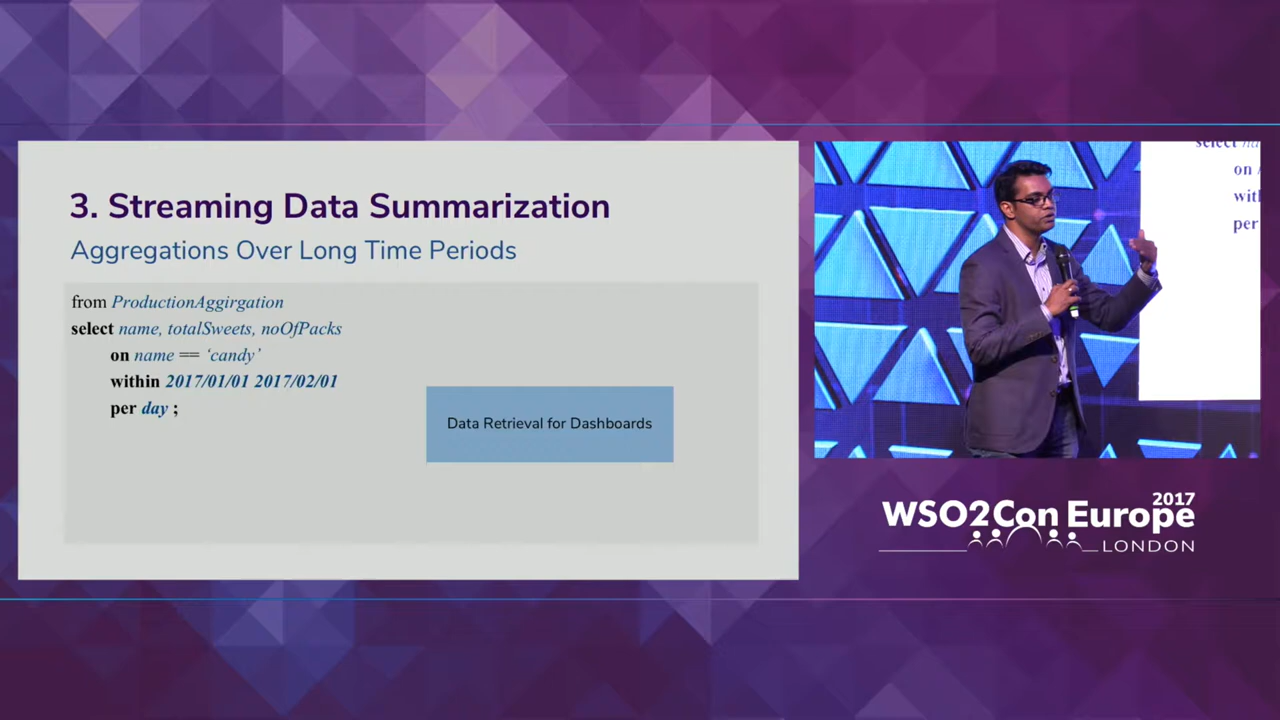 3. Streaming Data Summarization
Aggregations Over Long Time Periods
from ProductionAggirgation
select name, totalSweets, noOfPacks
on name == ‘candy’
within 2017/01/01 2017/02/01
per day ;
Data Retrieval for Dashboards
select
on
with
per
2017
WSO2Con Europe
LONDON